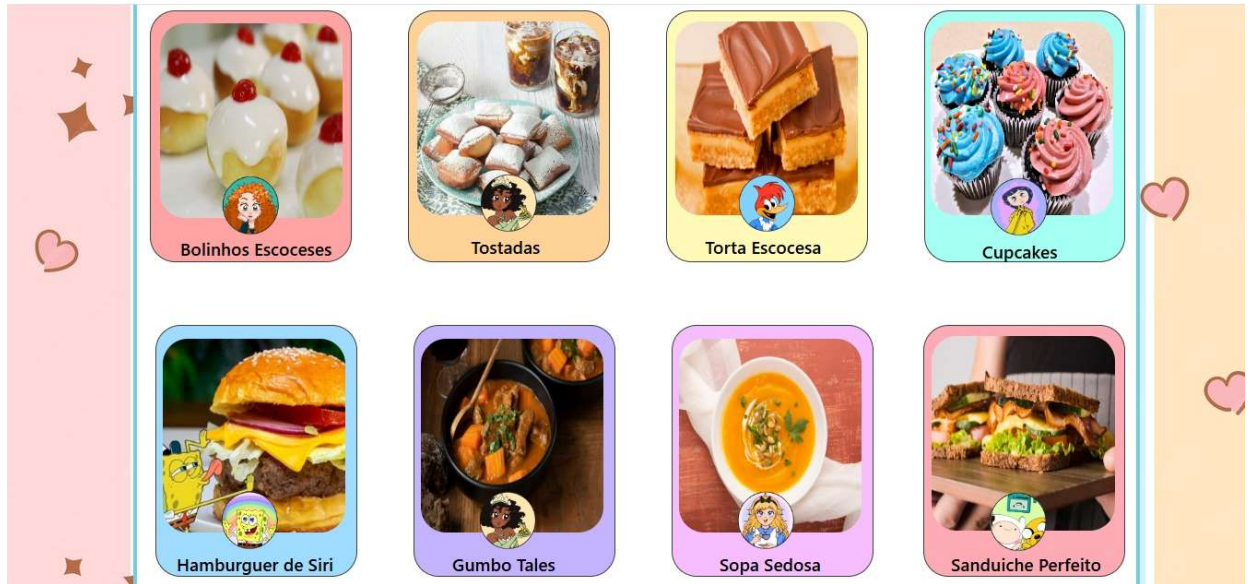 Bolinhos Escoceses
Tostadas
Torta Escocesa
Cupcakes
Hamburguer de Siri
Gumbo Tales
Sopa Sedosa
Sanduiche Perfeito